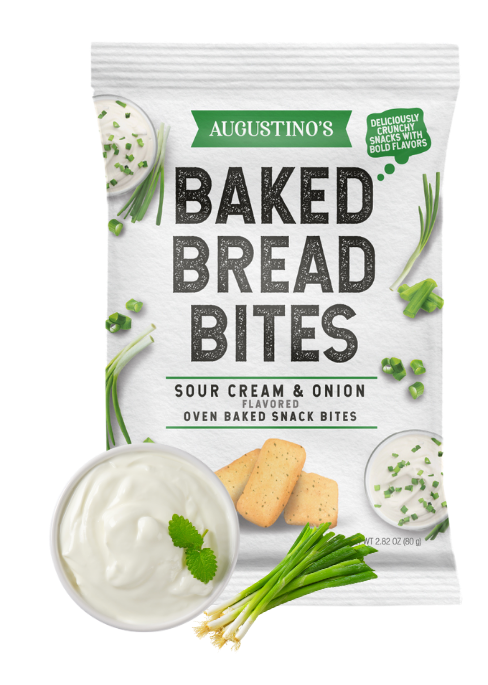 AUGUSTINO'S
DELICIOUSLY
CRUNCHY
SNACKS WITH
BOLD FLAVORS
BAKED
BREAD
BITES
SOUR CREAM & ONION
FLAVORED
OVEN BAKED SNACK BITES
WT 2.82 OZ (80 g)